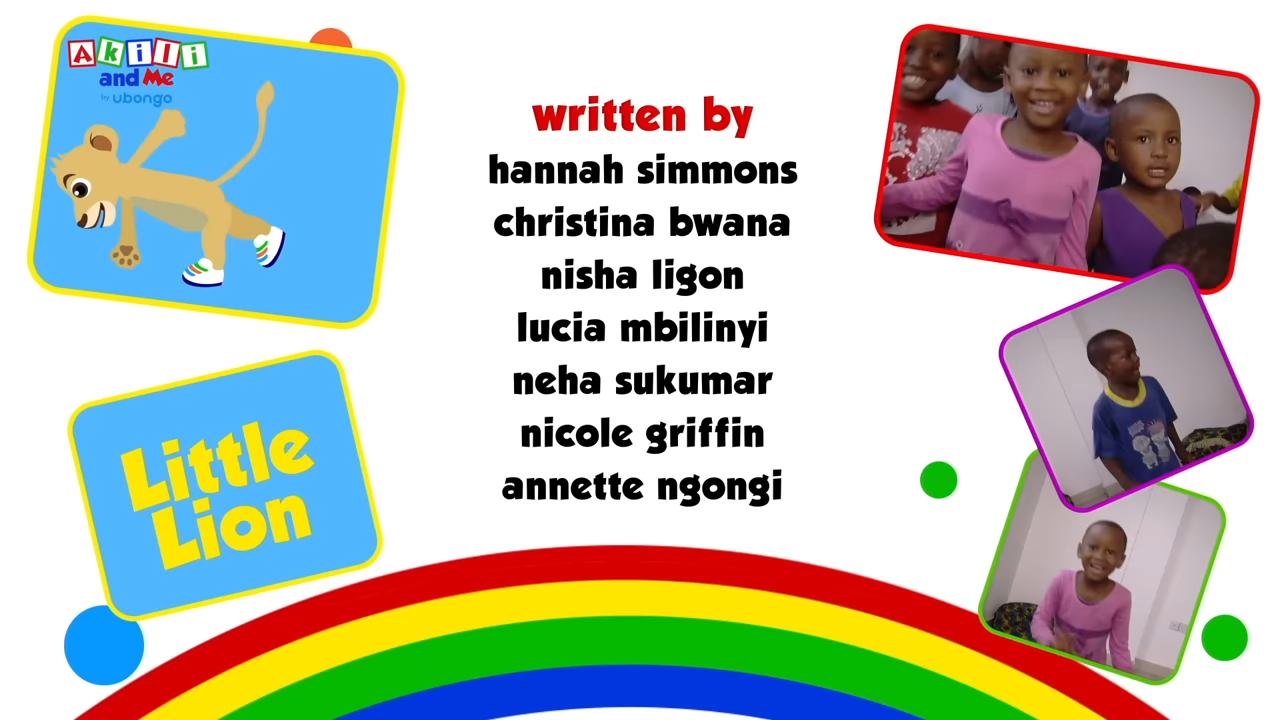 Akili
and Me
by ubongo
written by
hannah simmons
christina bwana
nisha ligon
lucia mbilinyi
neha sukumar
nicole griffin
annette ngongi
Little
Lion